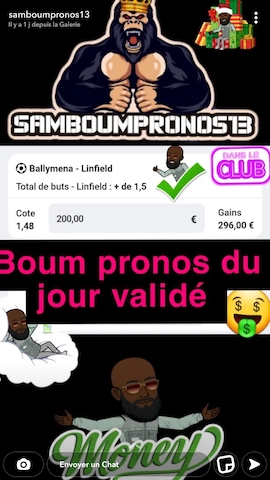 samboumpronos13
Il y a 1 j depuis la Galerie
SAMBOUMPRONOS13
DANS LE
CLUB
Ballymena - Linfield
Total de buts - Linfield : + de 1,5
Cote
1,48
200,00
€
Gains
296,00 €
Boum pronos du
jour validé
Money
Envoyer un Chat